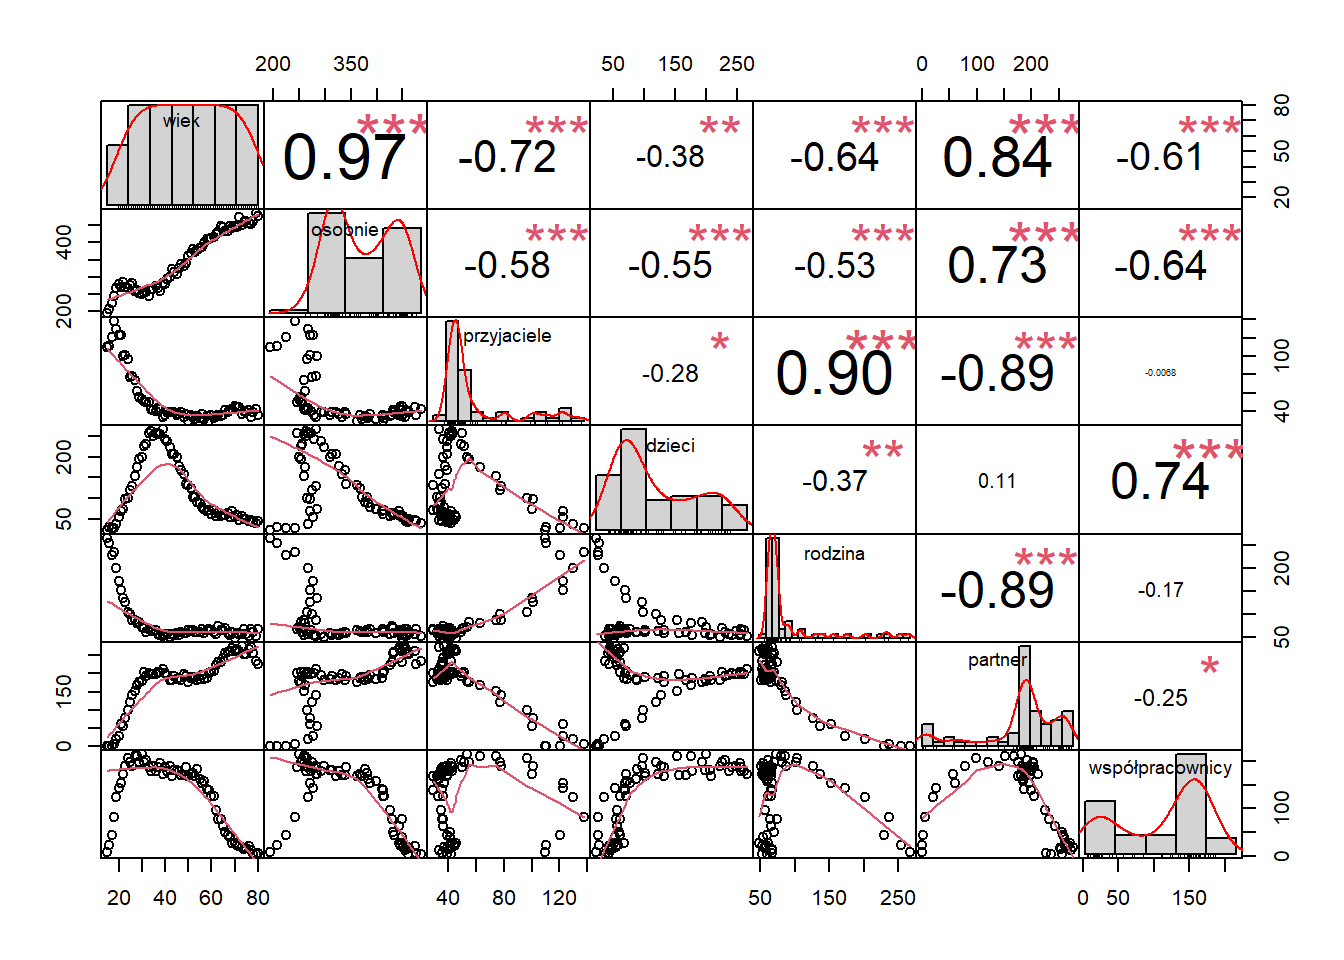 200 350 50 150 250 0 100 200
wiek 0.97 *** -0.72 *** -0.38 ** -0.64 *** 0.84 *** -0.61 *** 20 50 80
200 400 osobnie -0.58 *** -0.55 *** -0.53 *** 0.73 *** -0.64 ***
przyjaciele -0.28 * 0.90 *** -0.89 *** -0.0068 40 100
50 200 dzieci -0.37 ** 0.11 0.74 ***
rodzina -0.89 *** -0.17 50 200
0 150 partner -0.25 *
współpracownicy 0 100
20 40 60 80 40 80 120 50 150 250 0 50 150